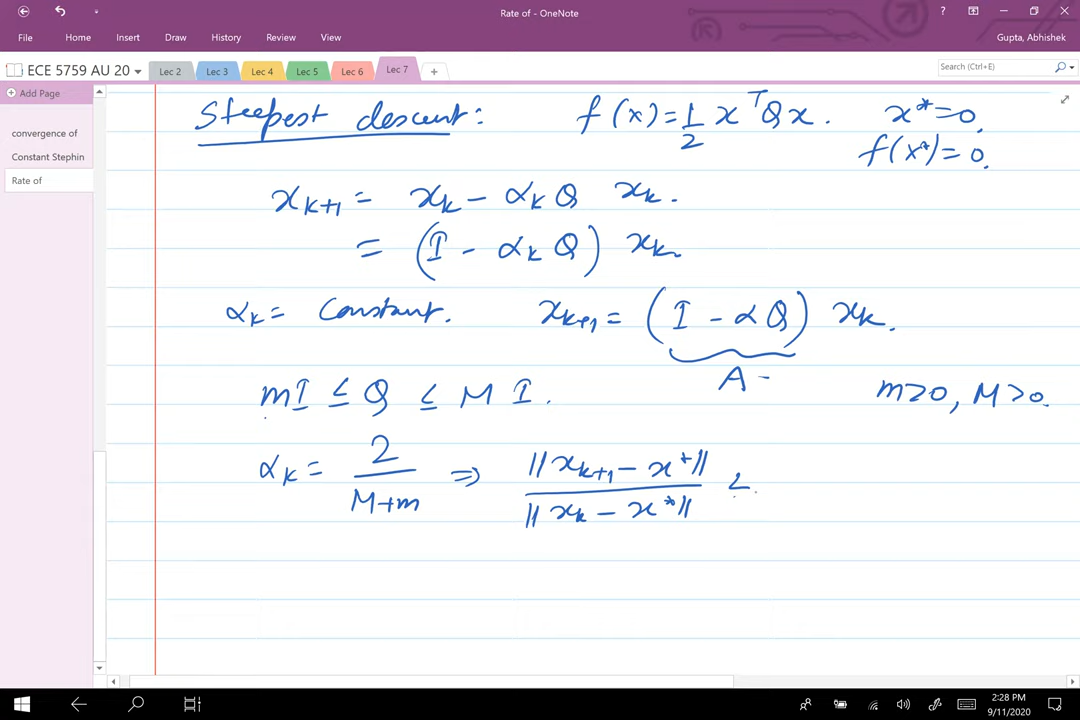 Rate of - OneNote
File Home Insert Draw History Review View Gupta, Abhishek
ECE 5759 AU 20 Lec 2 Lec 3 Lec 4 Lec 5 Lec 6 Lec 7 Search (Ctrl+E)
Add Page
convergence of
Constant Stephin
Rate of
Steepest descent: f(x) = 1/2 x^T Q x. x* = 0.
f(x*) = 0.
x_{k+1} = x_k - α_k Q x_k.
= (I - α_k Q) x_k.
α_k = Constant. x_{k+1} = (I - α Q) x_k.
A -
mI ≤ Q ≤ M I. m>0, M>0.
α_k = 2/(M+m) ⇒ ||x_{k+1} - x*|| / ||x_k - x*|| ≤
2:28 PM
9/11/2020